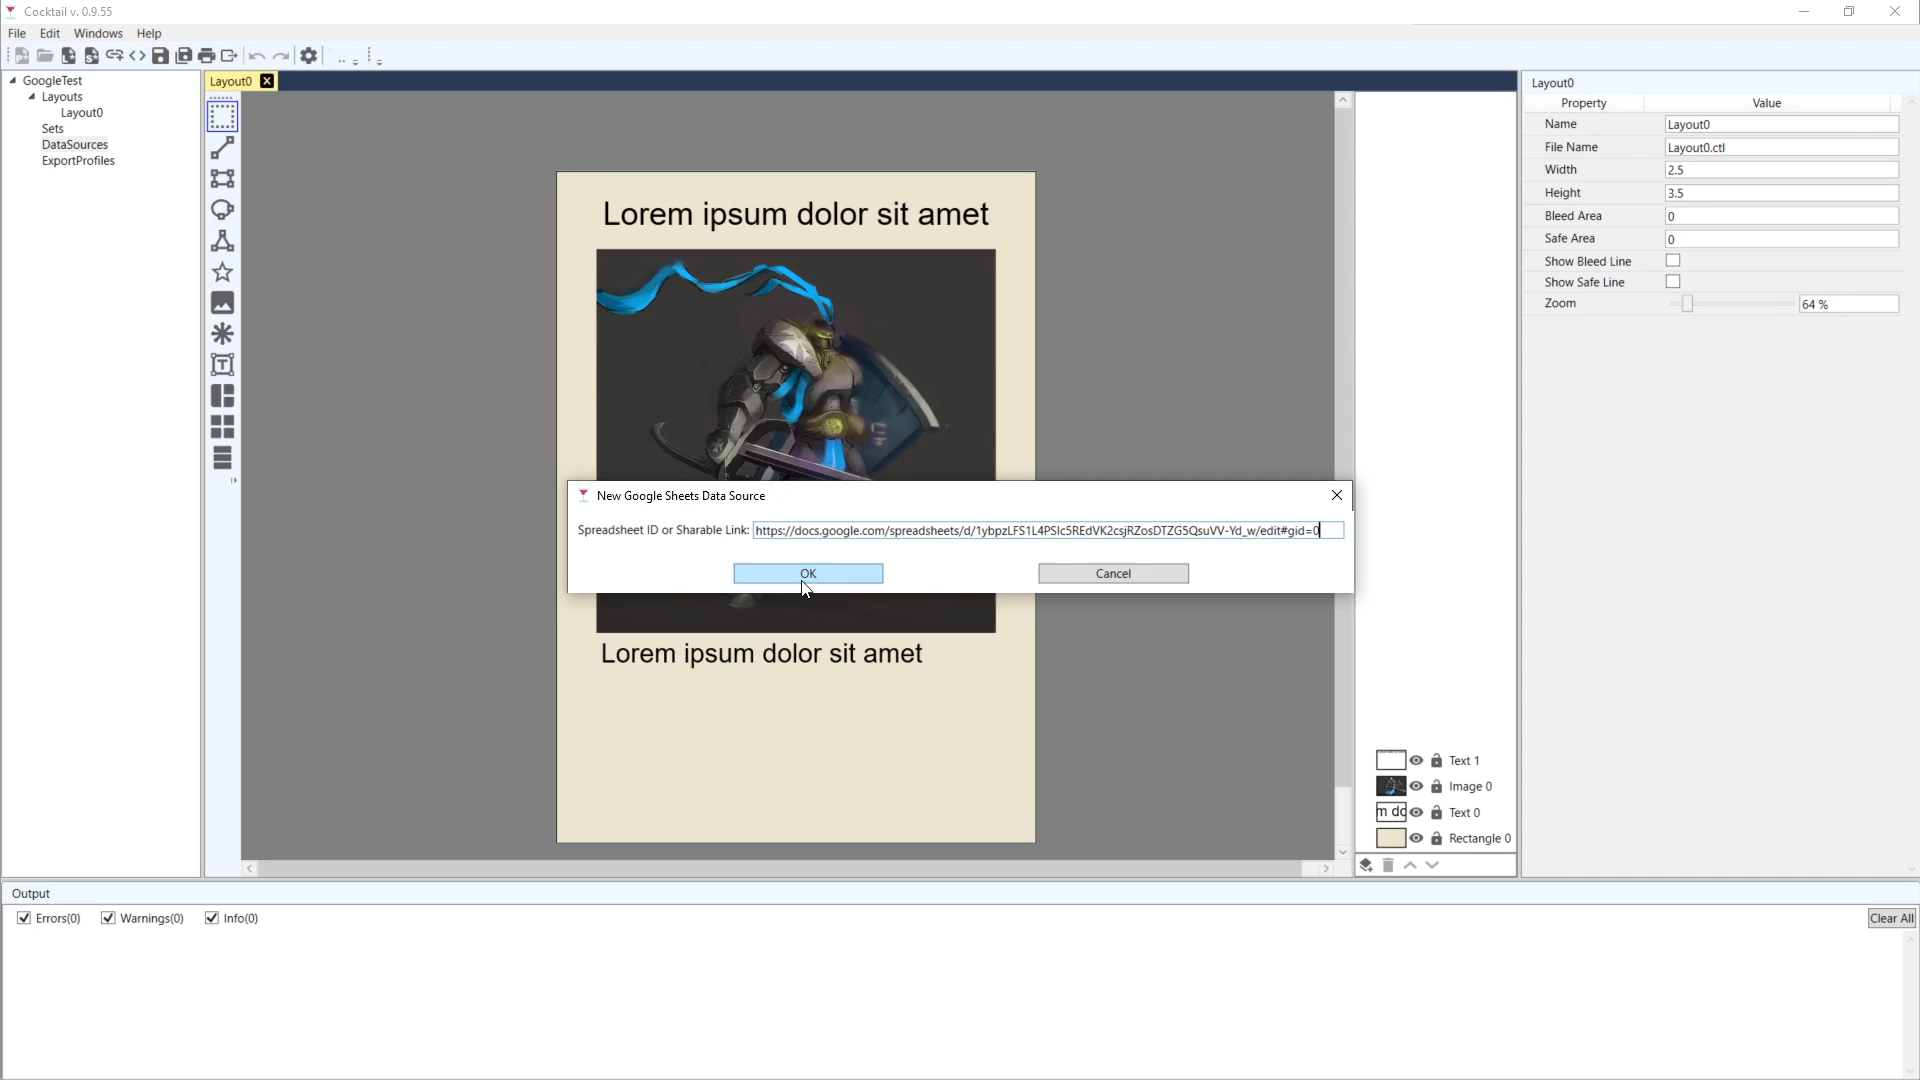 Cocktail v. 0.9.55
File Edit Windows Help
GoogleTest
Layouts
Layout0
Sets
DataSources
ExportProfiles
Layout0
Lorem ipsum dolor sit amet
New Google Sheets Data Source
Spreadsheet ID or Sharable Link: https://docs.google.com/spreadsheets/d/1ybpzLFS1L4PSIc5REdVK2csjRZosDTZG5QsuVV-Yd_w/edit#gid=0
OK Cancel
Lorem ipsum dolor sit amet
Text 1
Image 0
m dc Text 0
Rectangle 0
Layout0
Property Value
Name Layout0
File Name Layout0.ctl
Width 2.5
Height 3.5
Bleed Area 0
Safe Area 0
Show Bleed Line
Show Safe Line
Zoom 64 %
Output
Errors(0) Warnings(0) Info(0) Clear All